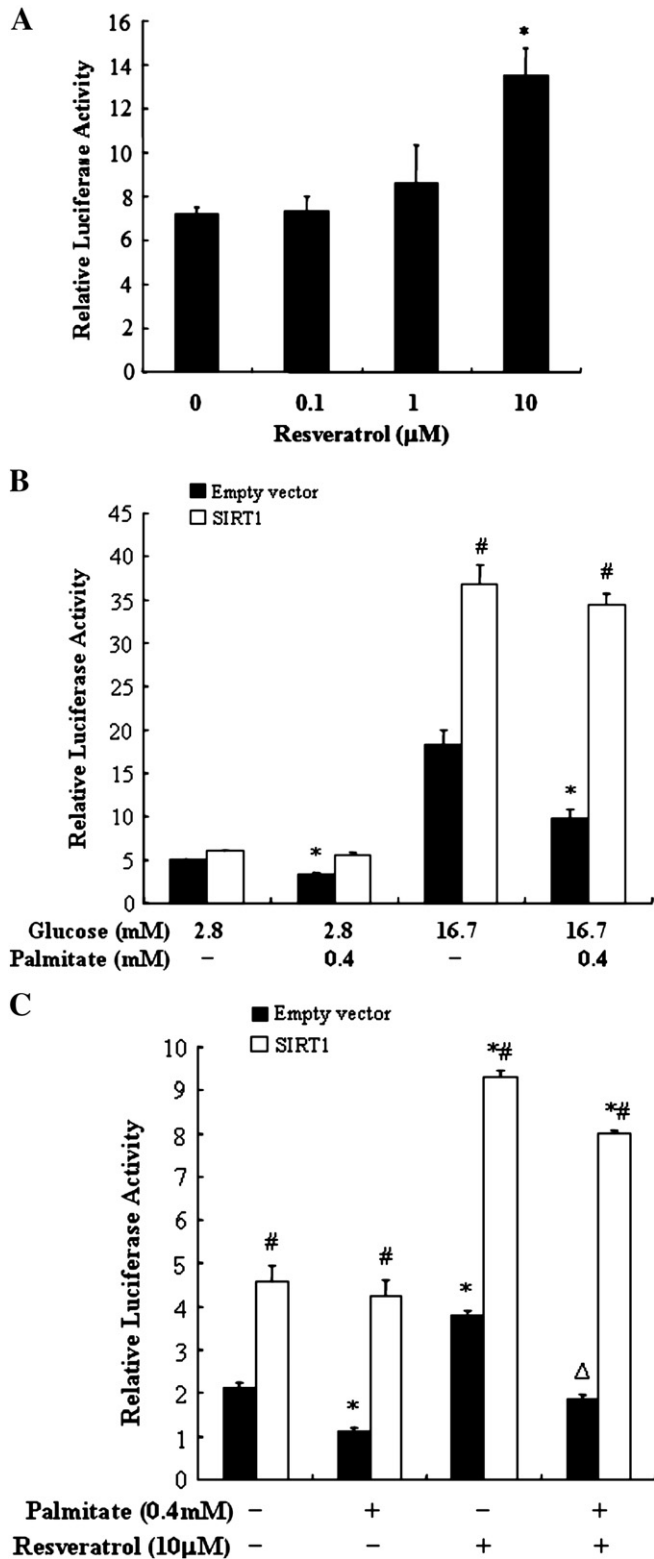 A
*
16
14
12
10
8
6
4
2
0
Relative Luciferase Activity
0 0.1 1 10
Resveratrol (µM)
B
Empty vector
SIRT1
45
40
35
30
25
20
15
10
5
0
Relative Luciferase Activity
* # * #
Glucose (mM) 2.8 2.8 16.7 16.7
Palmitate (mM) – 0.4 – 0.4
C
Empty vector
SIRT1
10
9
8
7
6
5
4
3
2
1
0
Relative Luciferase Activity
# * # * *# Δ *#
Palmitate (0.4mM) – + – +
Resveratrol (10µM) – – + +